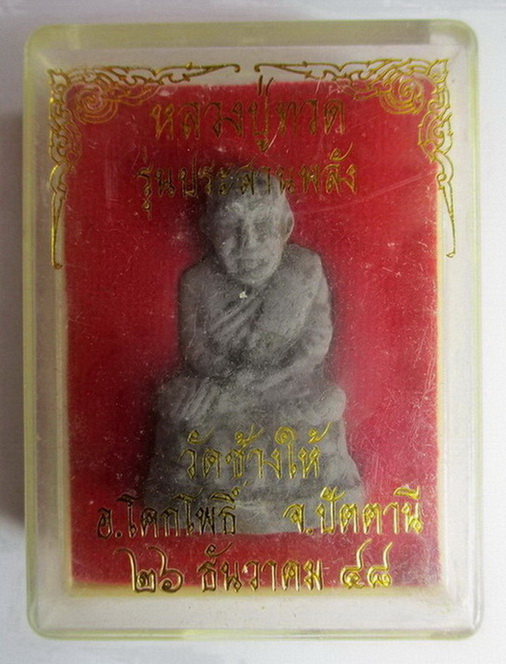 หลวงปู่ทวด
รุ่นประสานพลัง
วัดช้างให้
อ.โคกโพธิ์ จ.ปัตตานี
๒๖ ธันวาคม ๔๘